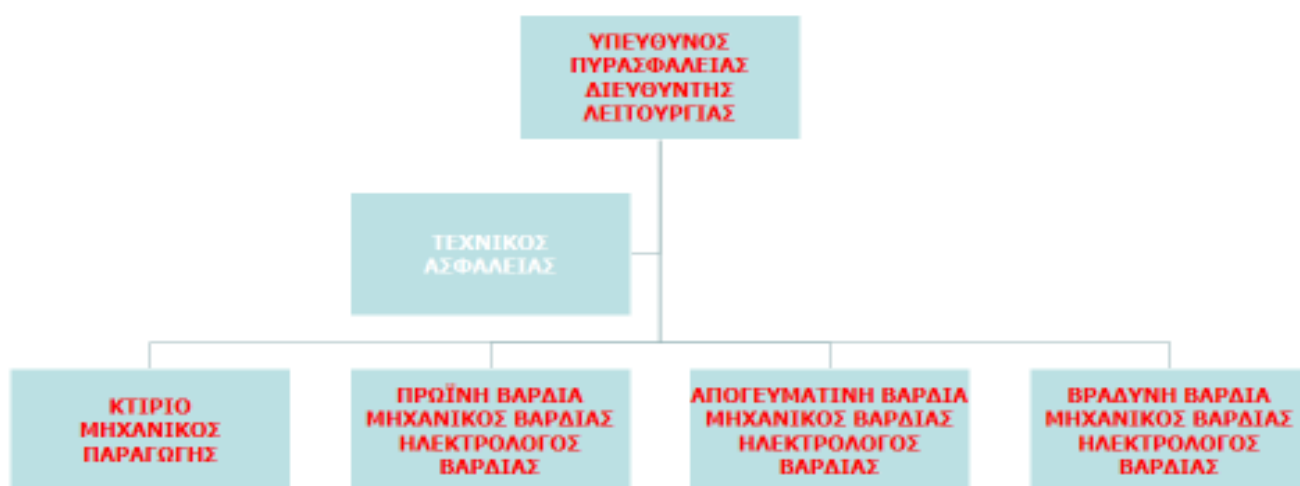 ΥΠΕΥΘΥΝΟΣ
ΠΥΡΑΣΦΑΛΕΙΑΣ
ΔΙΕΥΘΥΝΤΗΣ
ΛΕΙΤΟΥΡΓΙΑΣ
ΤΕΧΝΙΚΟΣ
ΑΣΦΑΛΕΙΑΣ
ΚΤΙΡΙΟ
ΜΗΧΑΝΙΚΟΣ
ΠΑΡΑΓΩΓΗΣ
ΠΡΩΪΝΗ ΒΑΡΔΙΑ
ΜΗΧΑΝΙΚΟΣ ΒΑΡΔΙΑΣ
ΗΛΕΚΤΡΟΛΟΓΟΣ
ΒΑΡΔΙΑΣ
ΑΠΟΓΕΥΜΑΤΙΝΗ ΒΑΡΔΙΑ
ΜΗΧΑΝΙΚΟΣ ΒΑΡΔΙΑΣ
ΗΛΕΚΤΡΟΛΟΓΟΣ
ΒΑΡΔΙΑΣ
ΒΡΑΔΥΝΗ ΒΑΡΔΙΑ
ΜΗΧΑΝΙΚΟΣ ΒΑΡΔΙΑΣ
ΗΛΕΚΤΡΟΛΟΓΟΣ
ΒΑΡΔΙΑΣ